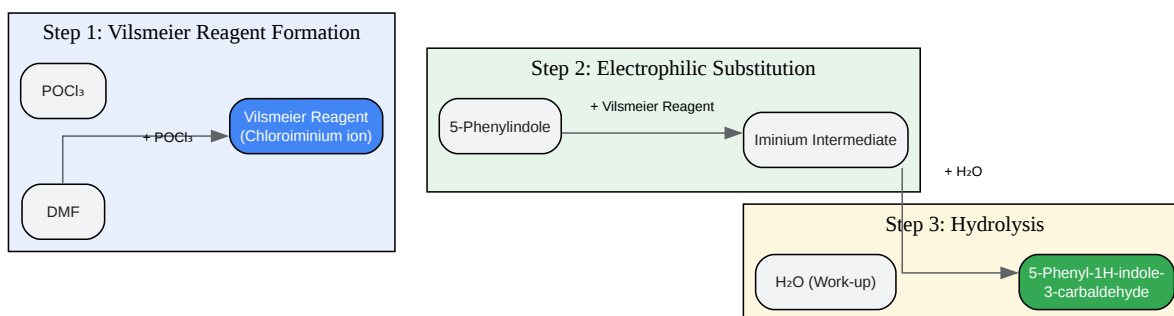 Step 1: Vilsmeier Reagent Formation
POCl₃
+ POCl₃
Vilsmeier Reagent
(Chloroiminium ion)
DMF
Step 2: Electrophilic Substitution
5-Phenylindole
+ Vilsmeier Reagent
Iminium Intermediate
+ H₂O
Step 3: Hydrolysis
H₂O (Work-up)
5-Phenyl-1H-indole-
3-carbaldehyde